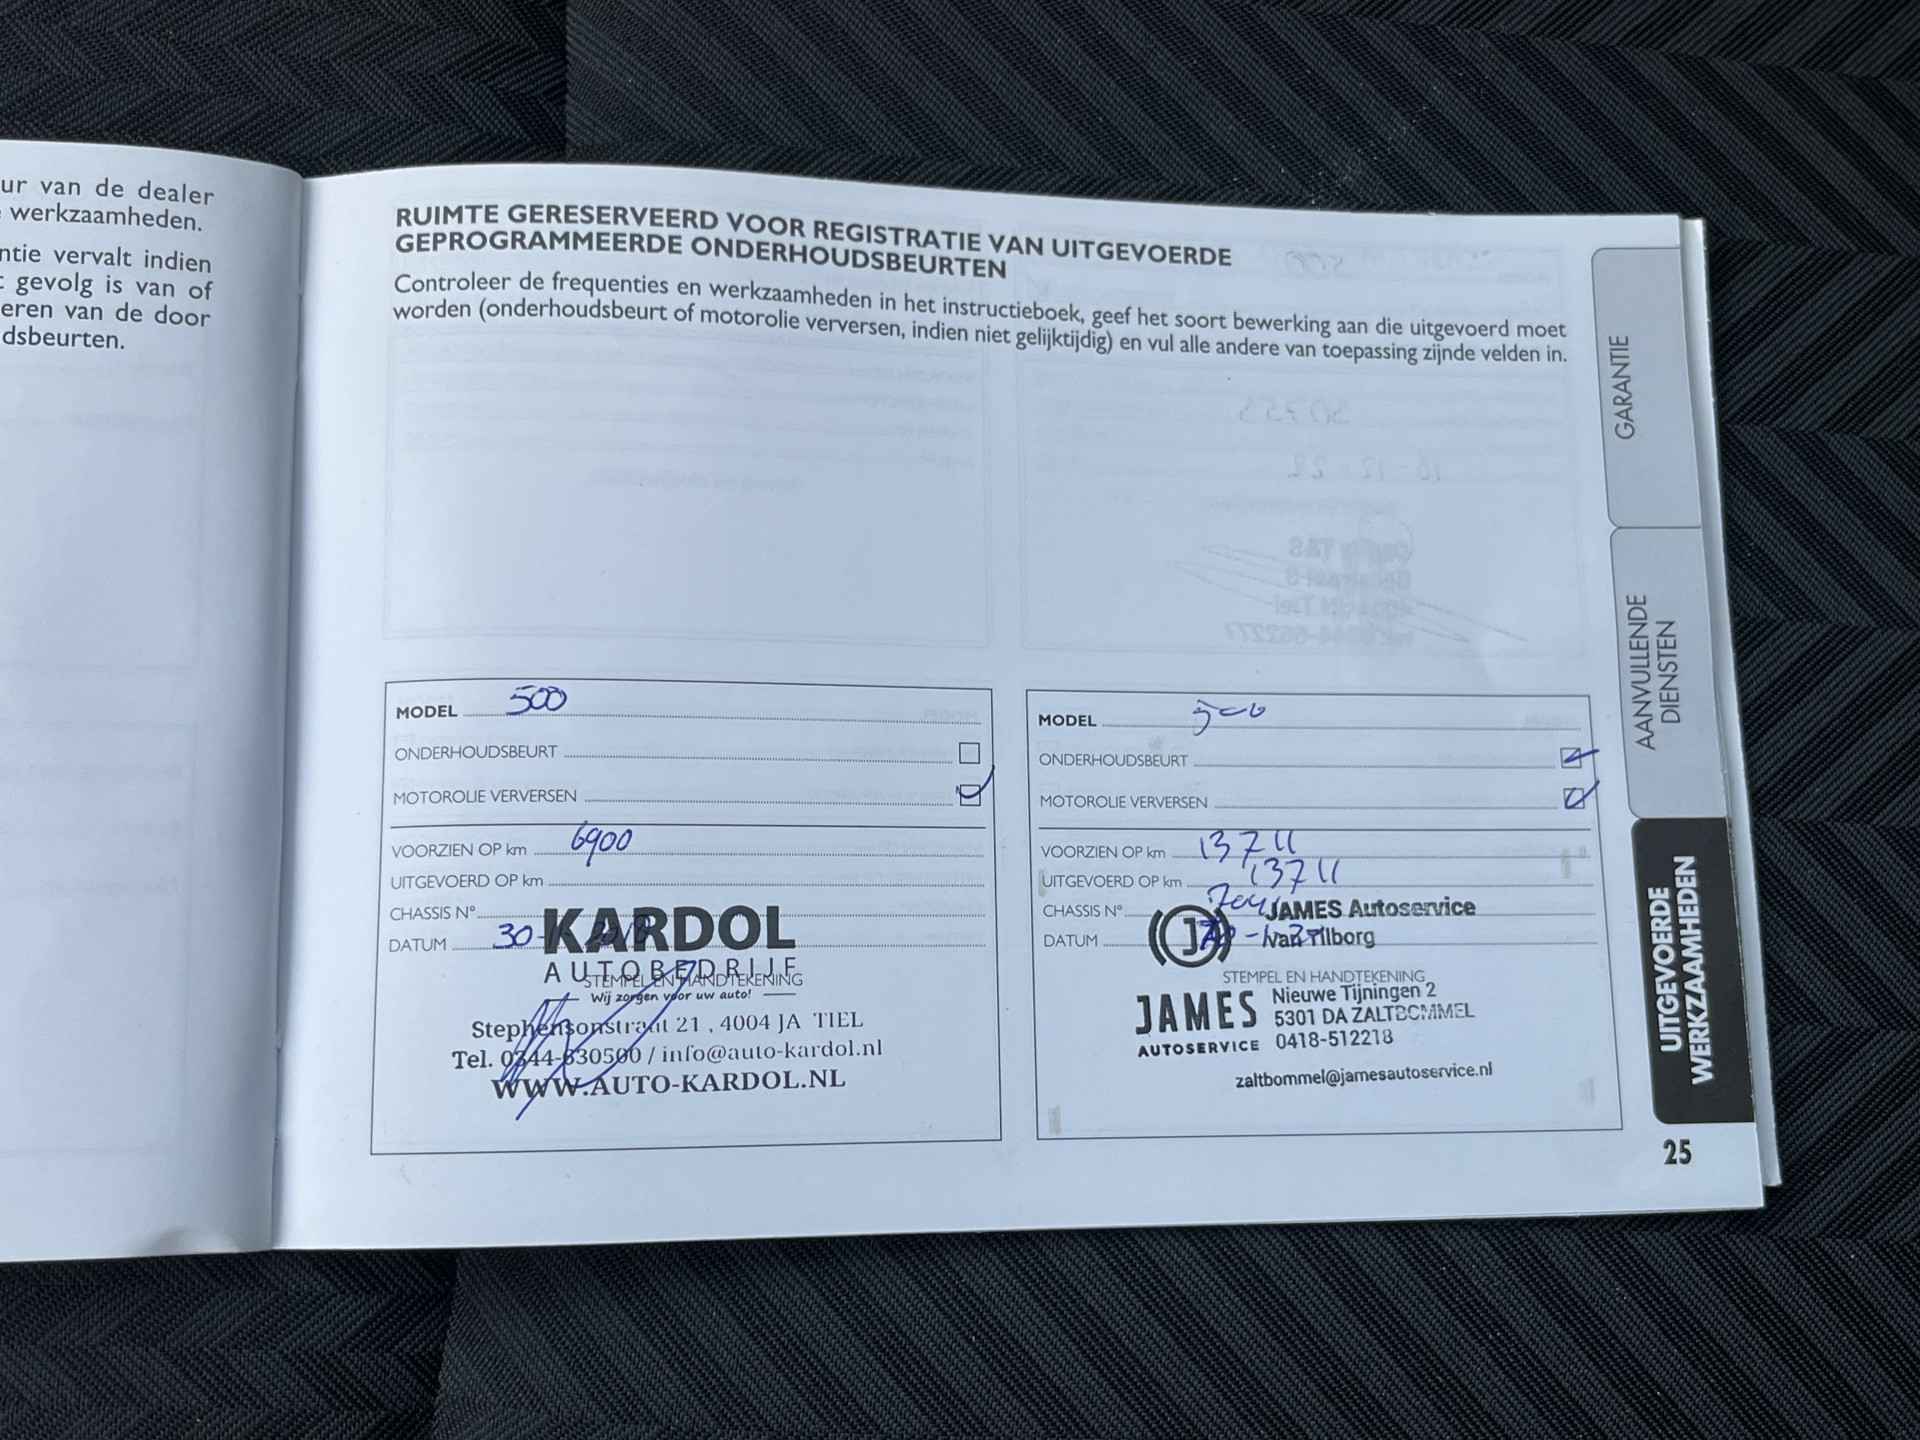 ur van de dealer
werkzaamheden.
ntie vervalt indien
gevolg is van of
eren van de door
dsbeurten.
RUIMTE GERESERVEERD VOOR REGISTRATIE VAN UITGEVOERDE
GEPROGRAMMEERDE ONDERHOUDSBEURTEN
Controleer de frequenties en werkzaamheden in het instructieboek, geef het soort bewerking aan die uitgevoerd moet
worden (onderhoudsbeurt of motorolie verversen, indien niet gelijktijdig) en vul alle andere van toepassing zijnde velden in.
MODEL 500
ONDERHOUDSBEURT
MOTOROLIE VERVERSEN
VOORZIEN OP km 6900
UITGEVOERD OP km
CHASSIS N°
DATUM 30-
KARDOL
AUTOBEDRIJF
STEMPEL EN HANDTEKENING
Wij zorgen voor uw auto!
Stephensonstraat 21, 4004 JA TIEL
Tel. 0344-630500 / info@auto-kardol.nl
WWW.AUTO-KARDOL.NL
MODEL 500
ONDERHOUDSBEURT
MOTOROLIE VERVERSEN
VOORZIEN OP km 13711
UITGEVOERD OP km 13711
CHASSIS N°
DATUM
JAMES Autoservice
Ivan Tilborg
STEMPEL EN HANDTEKENING
JAMES
AUTOSERVICE
Nieuwe Tijningen 2
5301 DA ZALTBOMMEL
0418-512218
zaltbommel@jamesautoservice.nl
GARANTIE
AANVULLENDE
DIENSTEN
UITGEVOERDE
WERKZAAMHEDEN
25